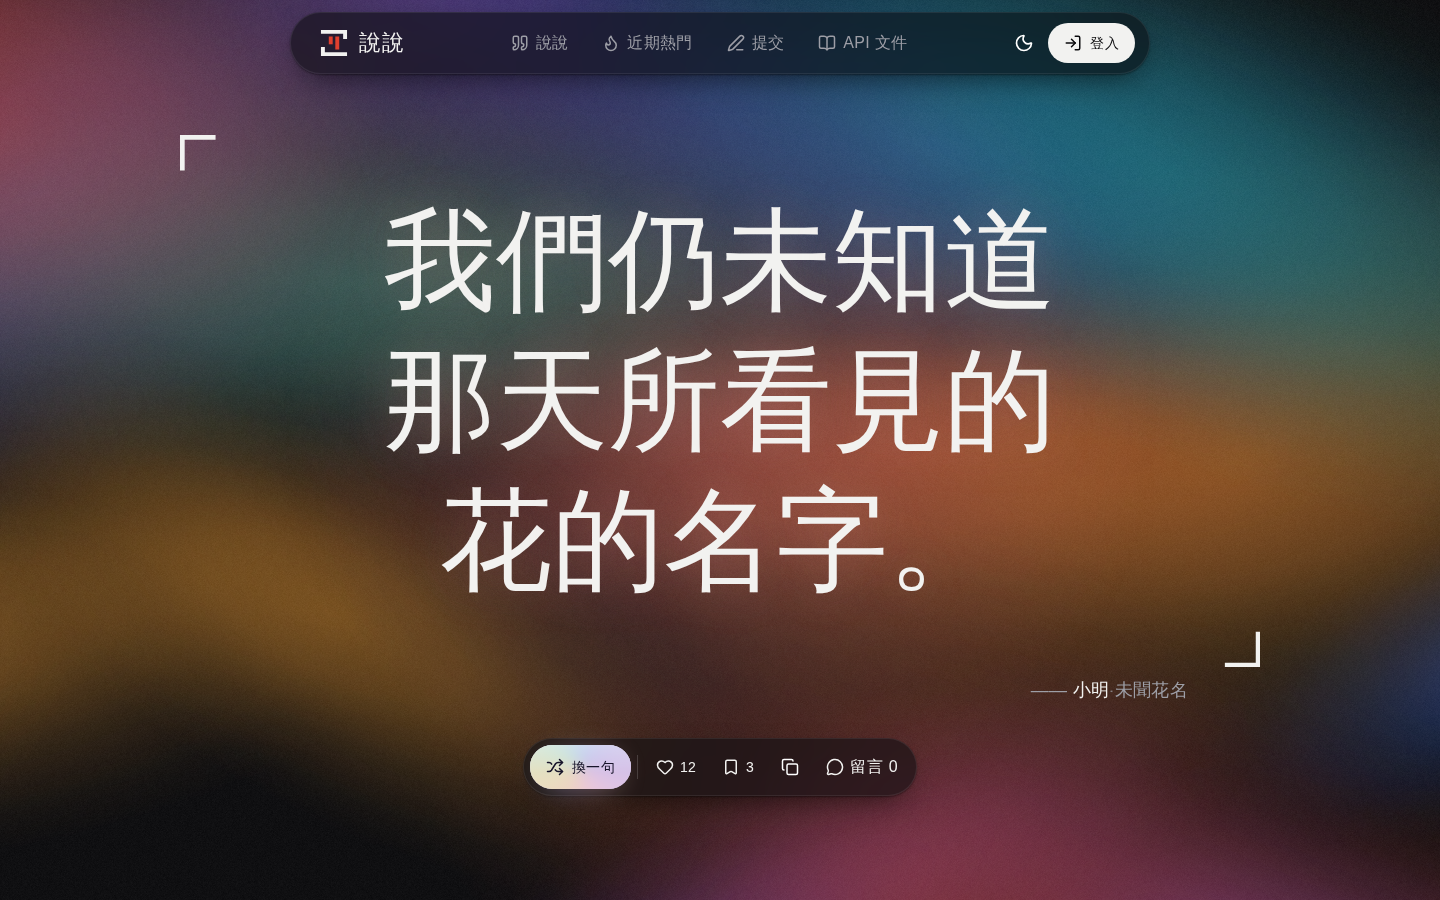 說說
說說
近期熱門
提交
API 文件
登入
我們仍未知道
那天所看見的
花的名字。
—— 小明·未聞花名
換一句
12
3
留言 0